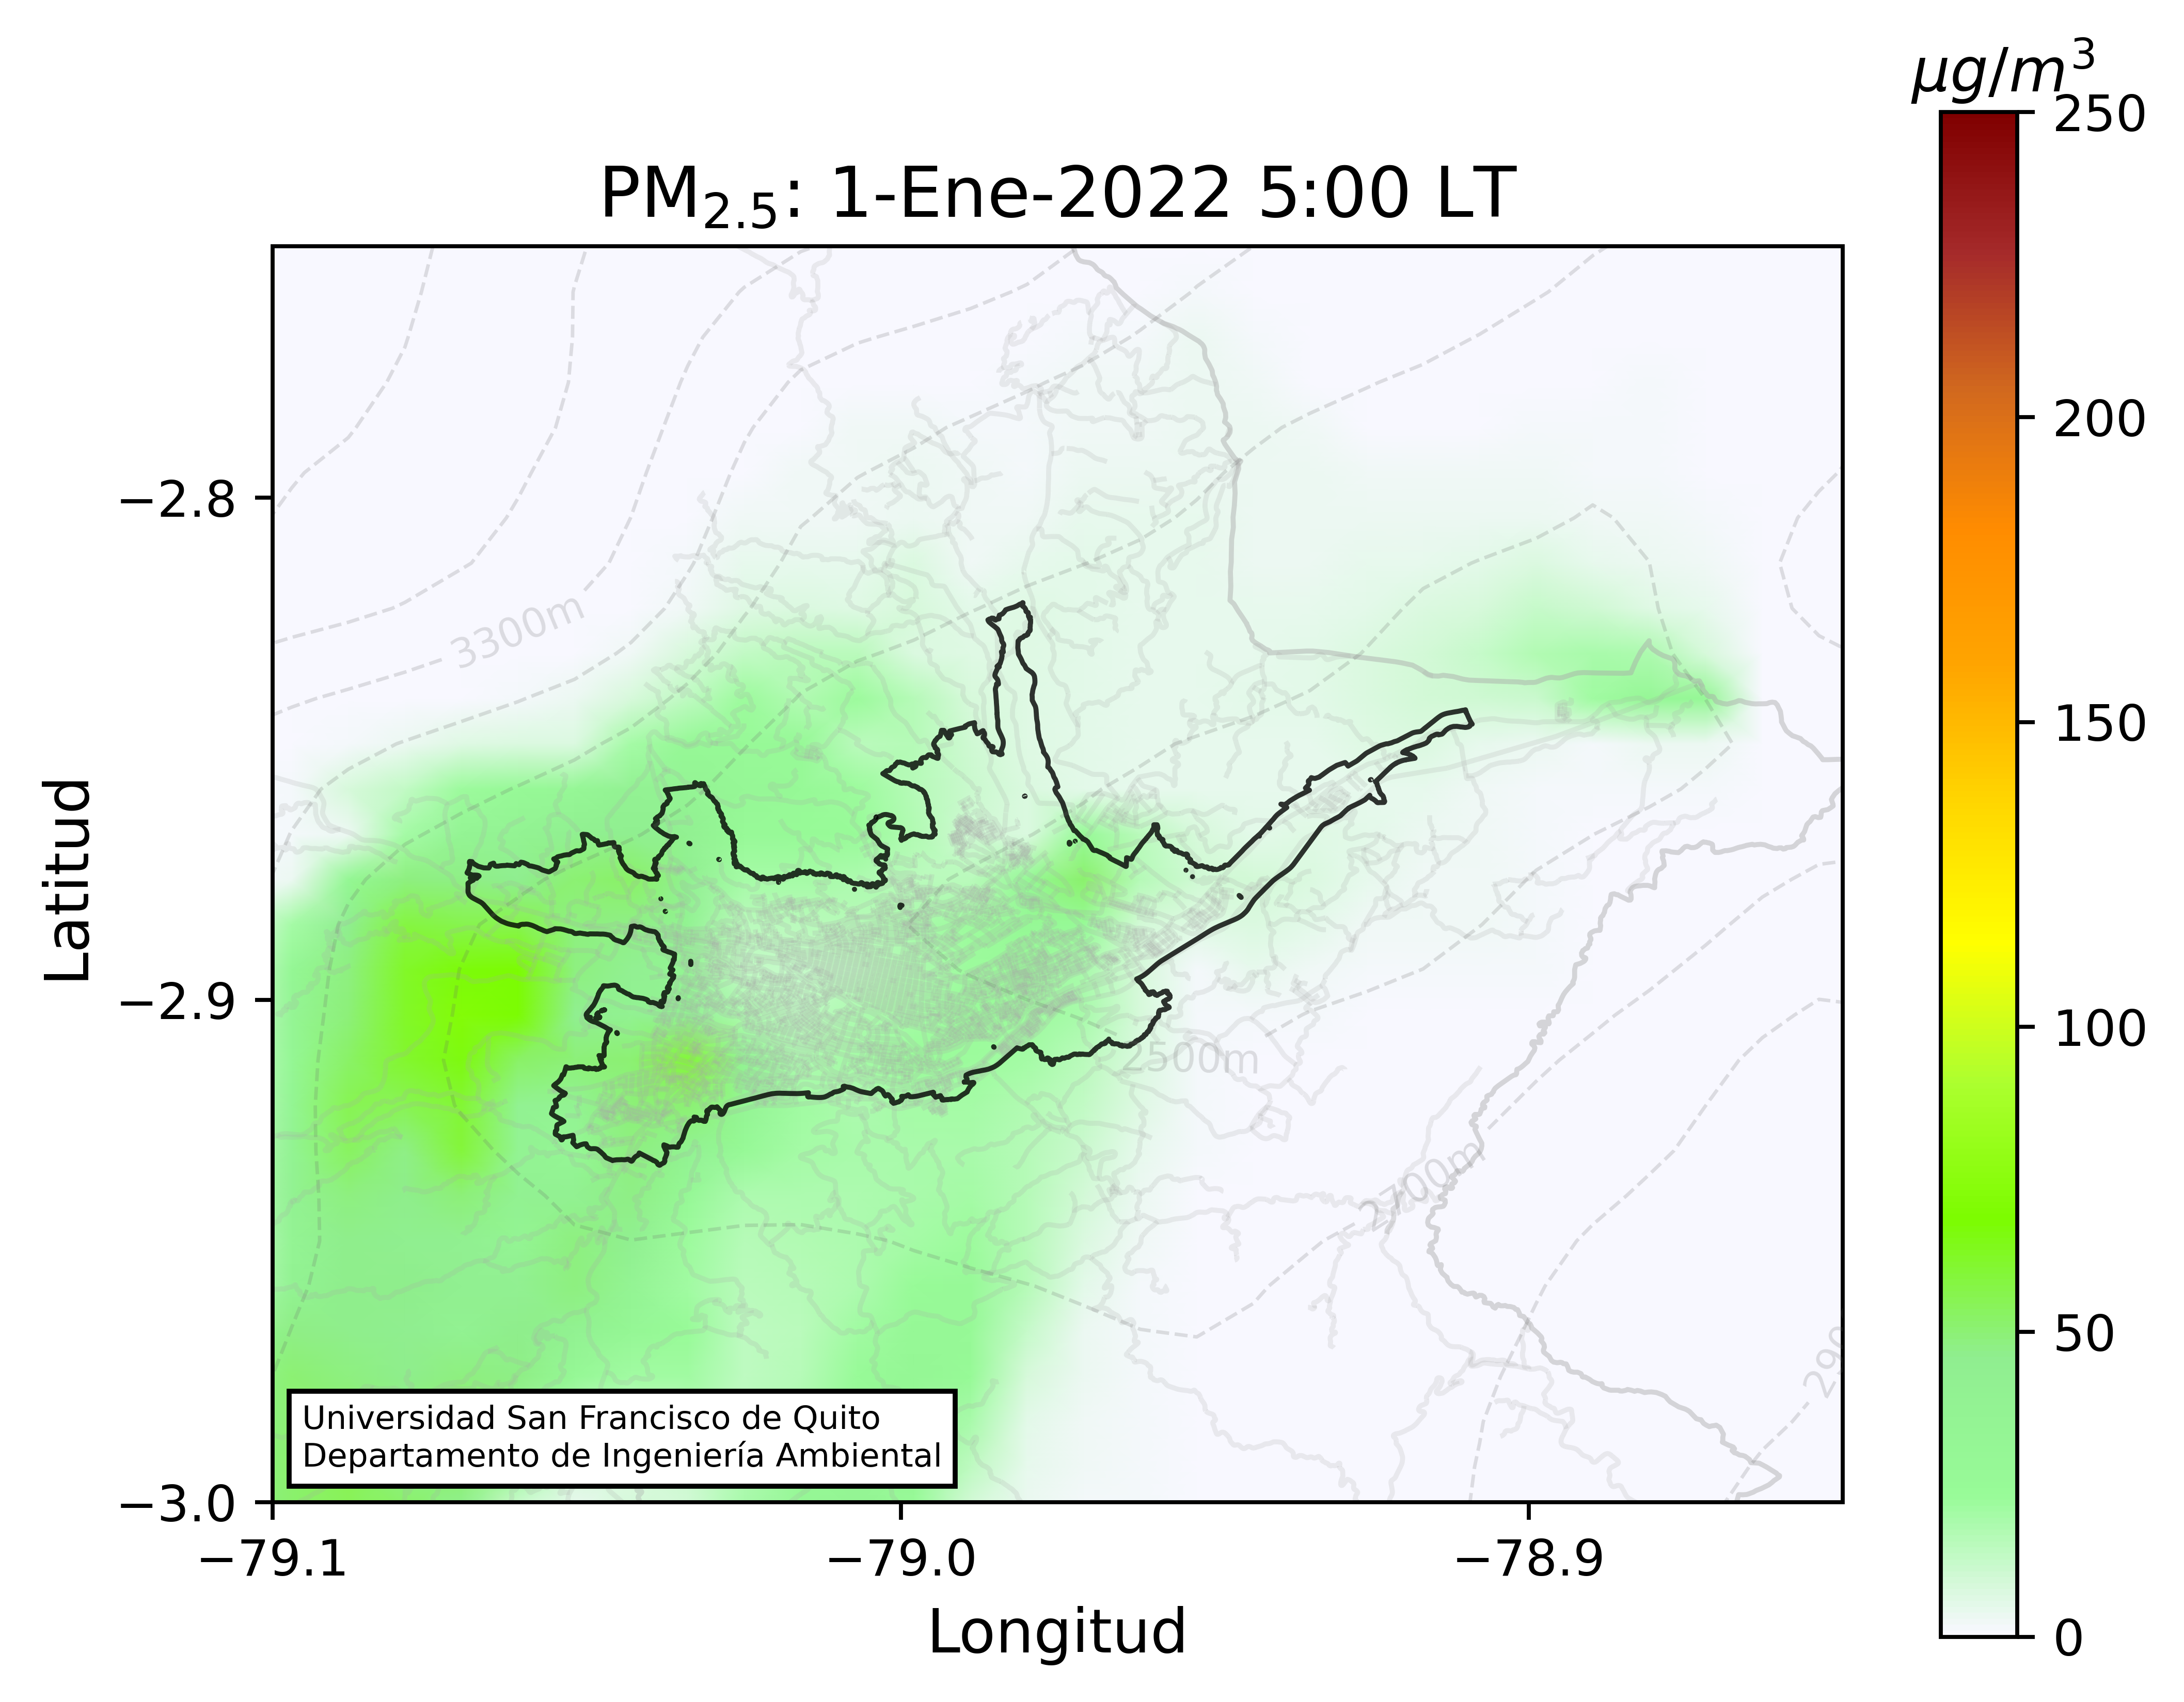 μg/m³
PM₂.₅: 1-Ene-2022 5:00 LT
250
200
150
100
50
0
Latitud
−2.8
−2.9
−3.0
3300m
2500m
2700m
290
Universidad San Francisco de Quito
Departamento de Ingeniería Ambiental
−79.1
−79.0
−78.9
Longitud